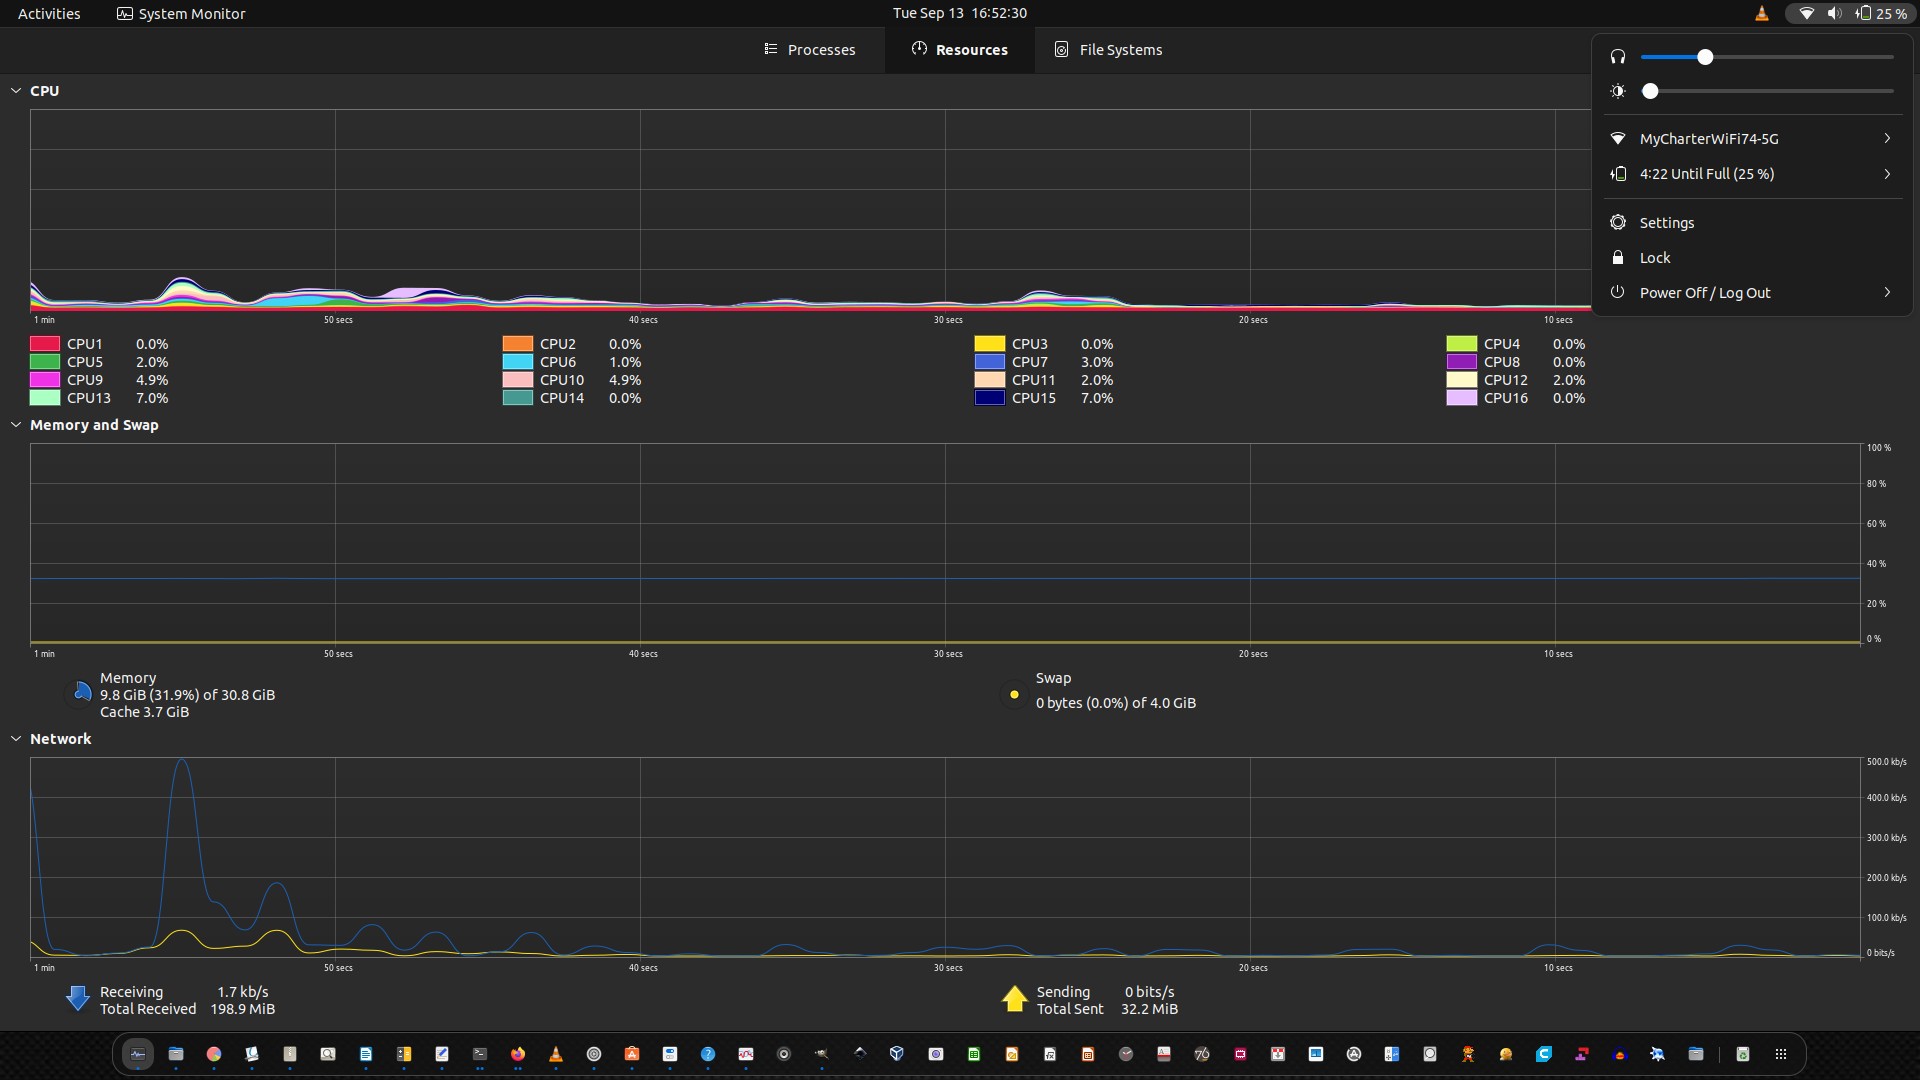 Activities
System Monitor
Tue Sep 13 16:52:30
25 %
Processes
Resources
File Systems
MyCharterWiFi74-5G
4:22 Until Full (25 %)
Settings
Lock
Power Off / Log Out
CPU
1 min 50 secs 40 secs 30 secs 20 secs 10 secs
CPU1 0.0% CPU2 0.0% CPU3 0.0% CPU4 0.0%
CPU5 2.0% CPU6 1.0% CPU7 3.0% CPU8 0.0%
CPU9 4.9% CPU10 4.9% CPU11 2.0% CPU12 2.0%
CPU13 7.0% CPU14 0.0% CPU15 7.0% CPU16 0.0%
Memory and Swap
100 %
80 %
60 %
40 %
20 %
0 %
1 min 50 secs 40 secs 30 secs 20 secs 10 secs
Memory
9.8 GiB (31.9%) of 30.8 GiB
Cache 3.7 GiB
Swap
0 bytes (0.0%) of 4.0 GiB
Network
500.0 kb/s
400.0 kb/s
300.0 kb/s
200.0 kb/s
100.0 kb/s
0 bits/s
1 min 50 secs 40 secs 30 secs 20 secs 10 secs
Receiving 1.7 kb/s
Total Received 198.9 MiB
Sending 0 bits/s
Total Sent 32.2 MiB